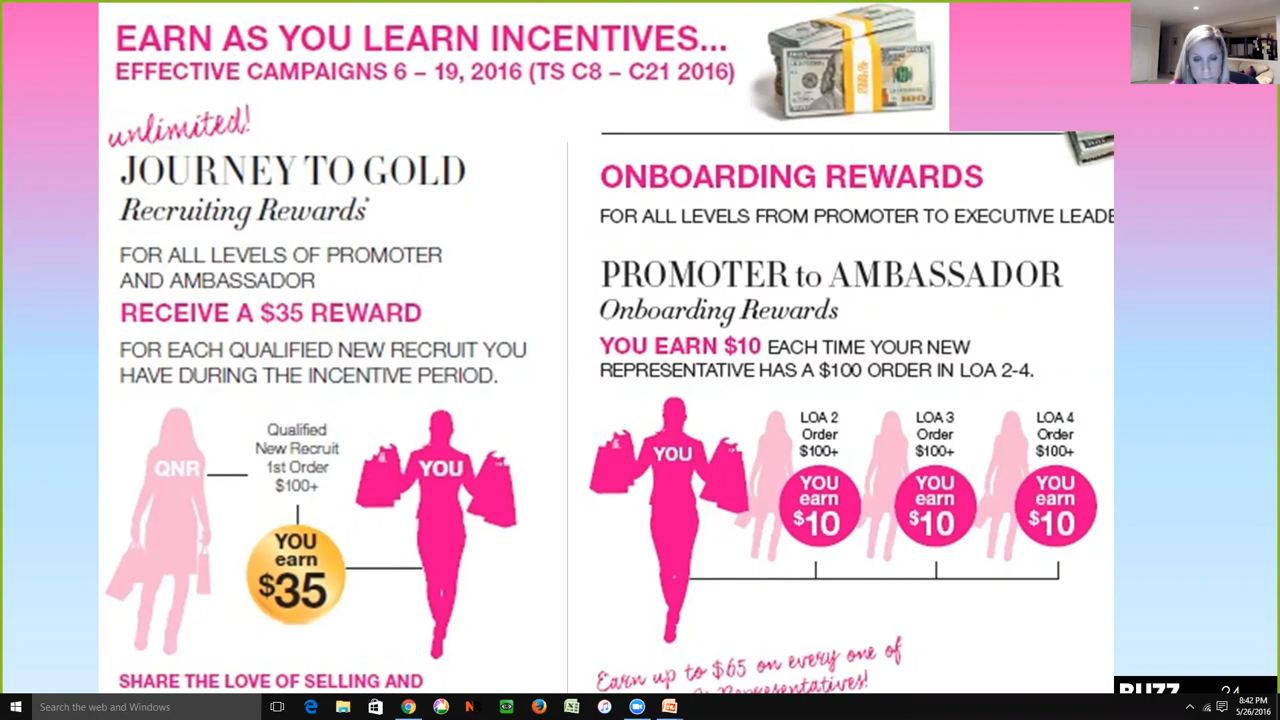 EARN AS YOU LEARN INCENTIVES...
EFFECTIVE CAMPAIGNS 6 – 19, 2016 (TS C8 – C21 2016)
unlimited!
JOURNEY TO GOLD
Recruiting Rewards*
FOR ALL LEVELS OF PROMOTER
AND AMBASSADOR
RECEIVE A $35 REWARD
FOR EACH QUALIFIED NEW RECRUIT YOU
HAVE DURING THE INCENTIVE PERIOD.
QNR
Qualified
New Recruit
1st Order
$100+
YOU
YOU
earn
$35
SHARE THE LOVE OF SELLING AND
ONBOARDING REWARDS
FOR ALL LEVELS FROM PROMOTER TO EXECUTIVE LEADE
PROMOTER to AMBASSADOR
Onboarding Rewards
YOU EARN $10 EACH TIME YOUR NEW
REPRESENTATIVE HAS A $100 ORDER IN LOA 2-4.
YOU
LOA 2
Order
$100+
YOU
earn
$10
LOA 3
Order
$100+
YOU
earn
$10
LOA 4
Order
$100+
YOU
earn
$10
Earn up to $65 on every one of
Representatives!
BUZZ
24
Search the web and Windows
8:42 PM
5/26/2016